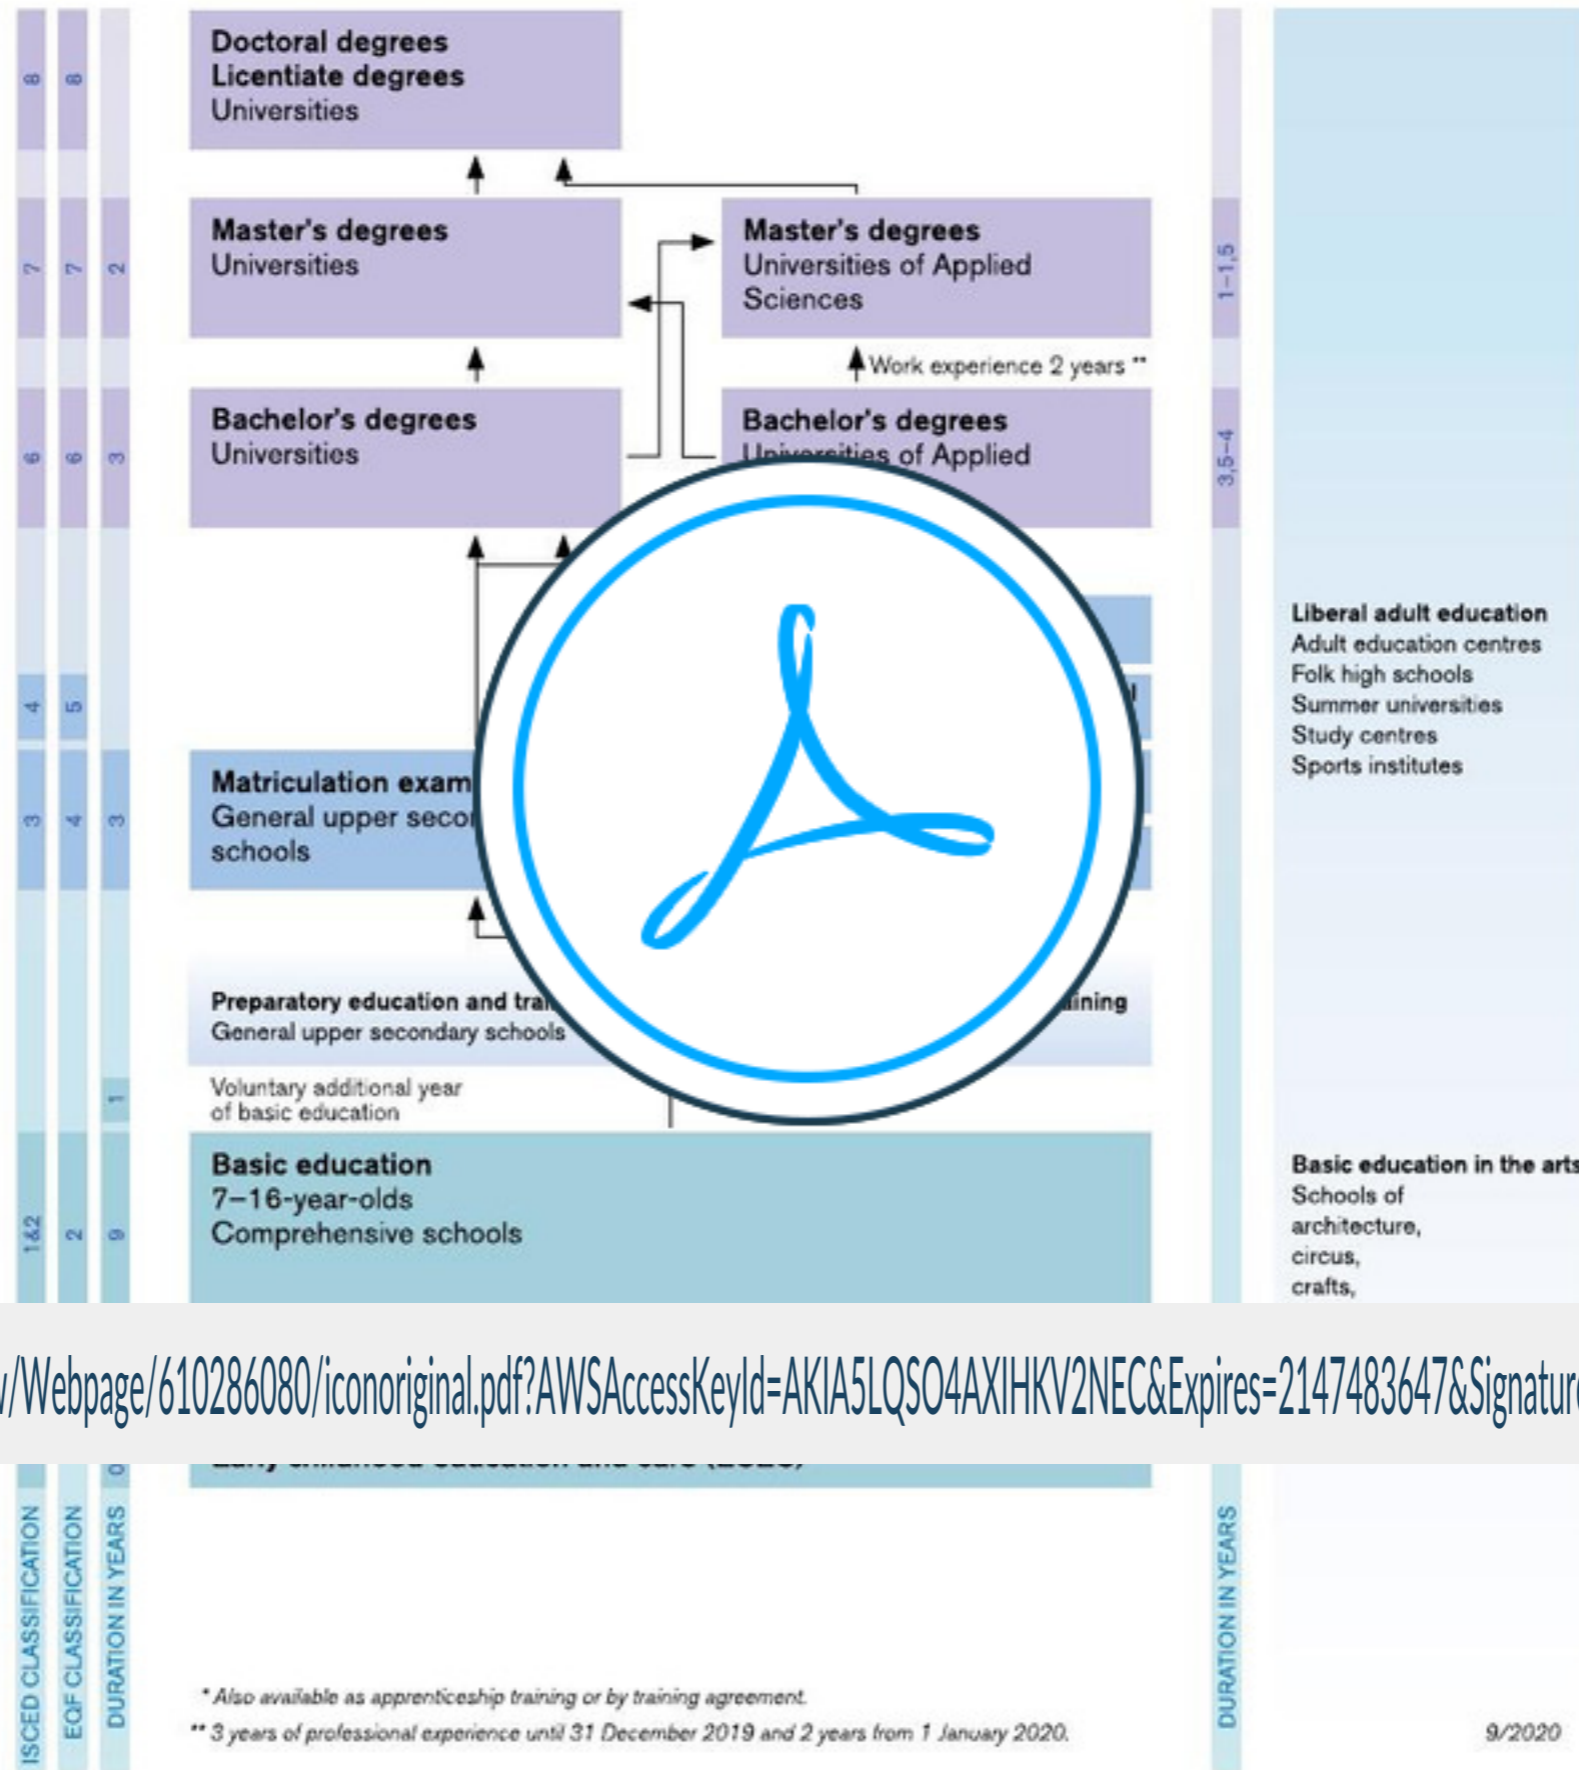 Doctoral degrees
Licentiate degrees
Universities
8
8
Master's degrees
Universities
Master's degrees
Universities of Applied
Sciences
7
7
2
1–1,5
Work experience 2 years **
Bachelor's degrees
Universities
Bachelor's degrees
Universities of Applied
6
6
3
3,5–4
Liberal adult education
Adult education centres
Folk high schools
Summer universities
Study centres
Sports institutes
4
5
Matriculation exam
General upper
schools
3
4
3
Preparatory education and
General upper secondary schools
Voluntary additional year
of basic education
1
Basic education
7–16-year-olds
Comprehensive schools
1&2
2
9
Basic education in the arts
Schools of
architecture,
circus,
crafts,
/Webpage/610286080/iconoriginal.pdf?AWSAccessKeyId=AKIA5LQSO4AXIHKV2NEC&Expires=2147483647&Signature
0
ISCED CLASSIFICATION
EQF CLASSIFICATION
DURATION IN YEARS
DURATION IN YEARS
* Also available as apprenticeship training or by training agreement.
** 3 years of professional experience until 31 December 2019 and 2 years from 1 January 2020.
9/2020